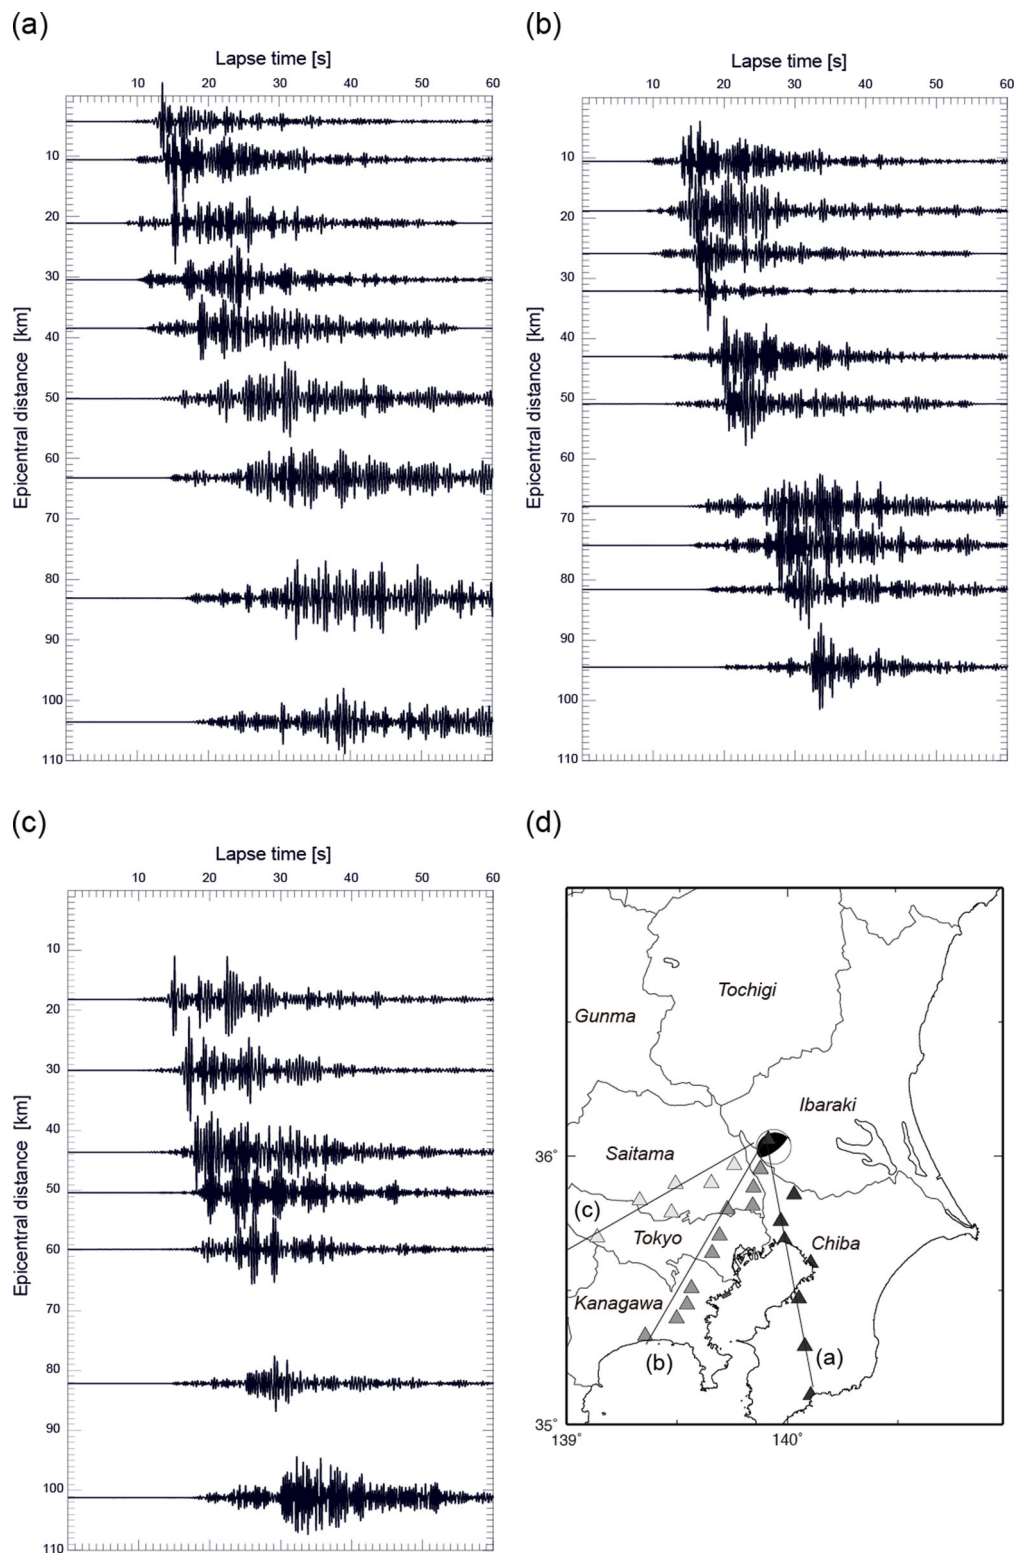 (a)
Lapse time [s]
10 20 30 40 50 60
10
20
30
40
50
60
70
80
90
100
110
Epicentral distance [km]
(b)
Lapse time [s]
10 20 30 40 50 60
10
20
30
40
50
60
70
80
90
100
110
Epicentral distance [km]
(c)
Lapse time [s]
10 20 30 40 50 60
10
20
30
40
50
60
70
80
90
100
110
Epicentral distance [km]
(d)
Tochigi
Gunma
Ibaraki
36°
Saitama
(c)
Tokyo
Chiba
Kanagawa
(b)
(a)
35°
139°
140°